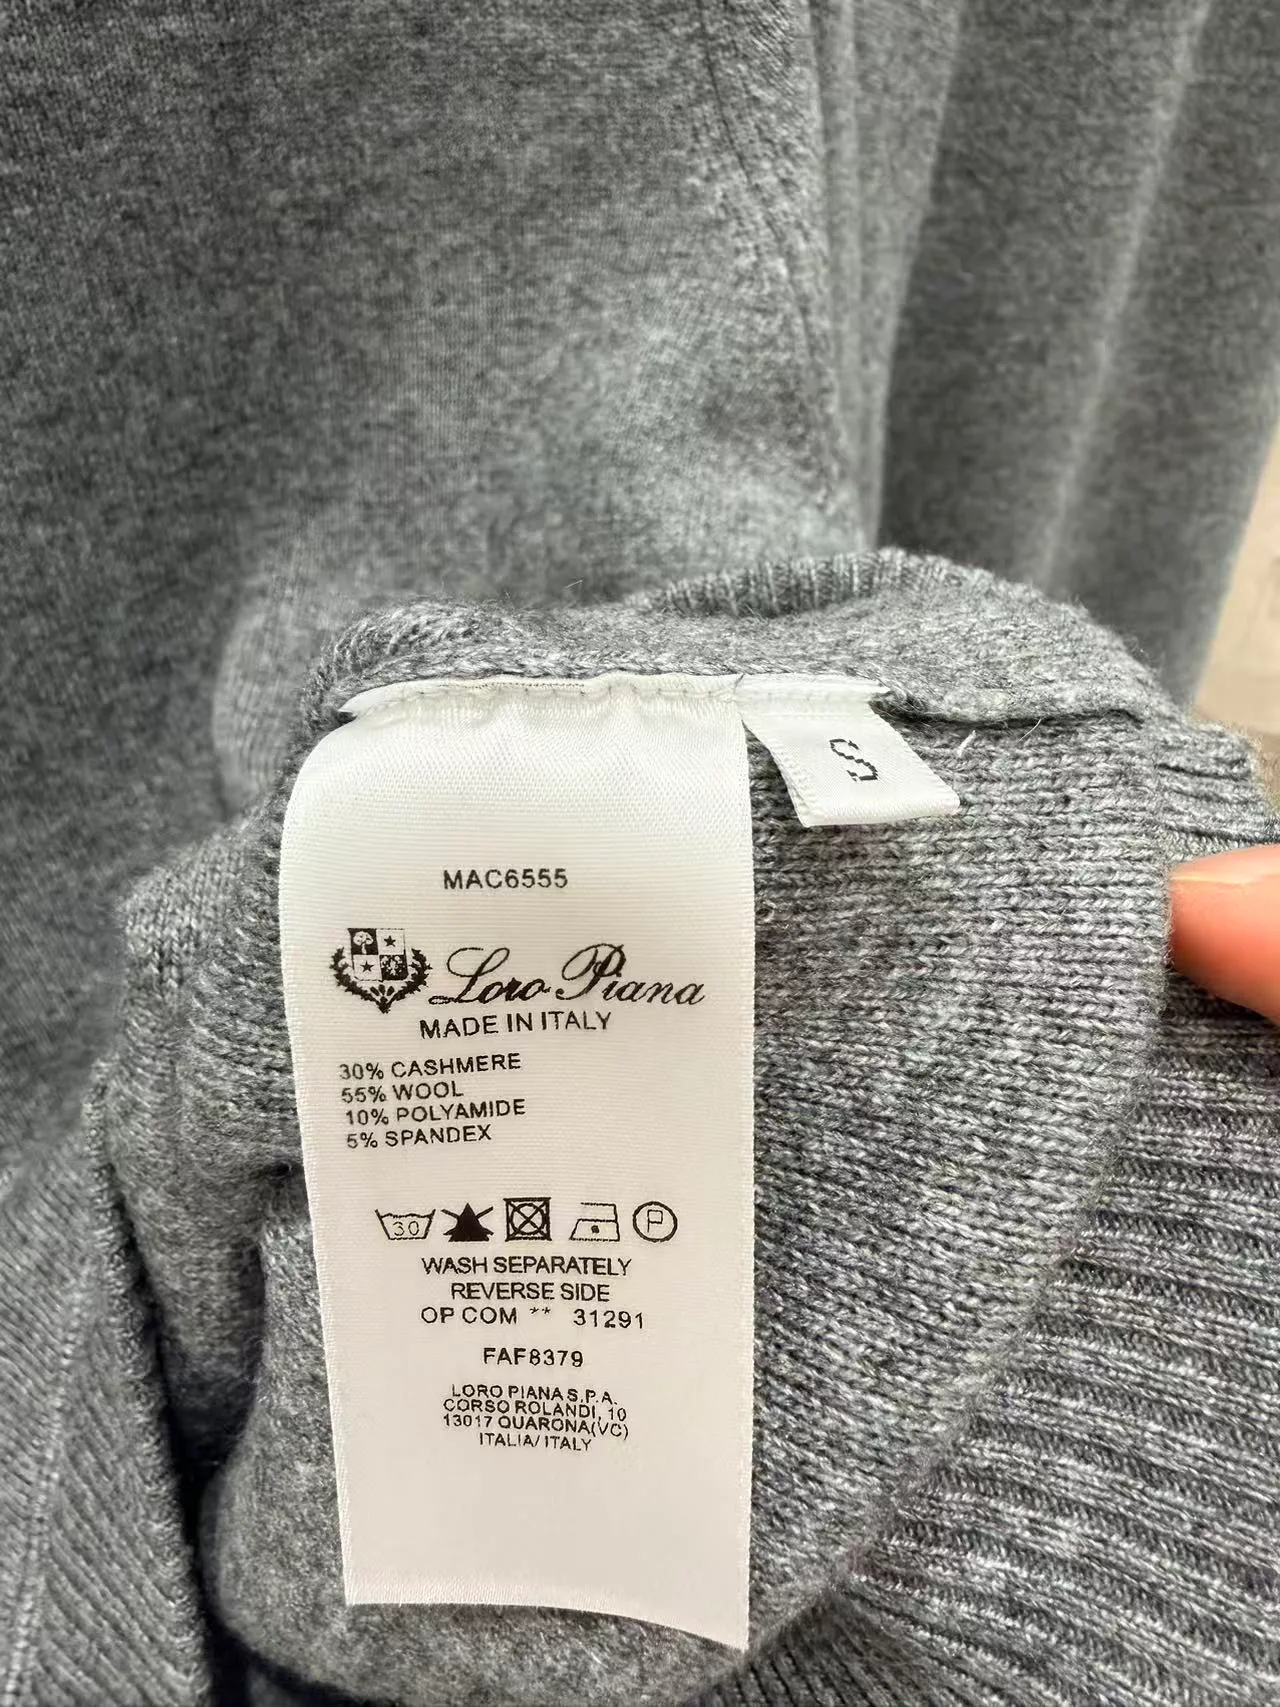 S
MAC6555
Loro Piana
MADE IN ITALY
30% CASHMERE
55% WOOL
10% POLYAMIDE
5% SPANDEX
30 P
WASH SEPARATELY
REVERSE SIDE
OP COM ** 31291
FAF8379
LORO PIANA S.P.A.
CORSO ROLANDI, 10
13017 QUARONA(VC)
ITALIA/ITALY